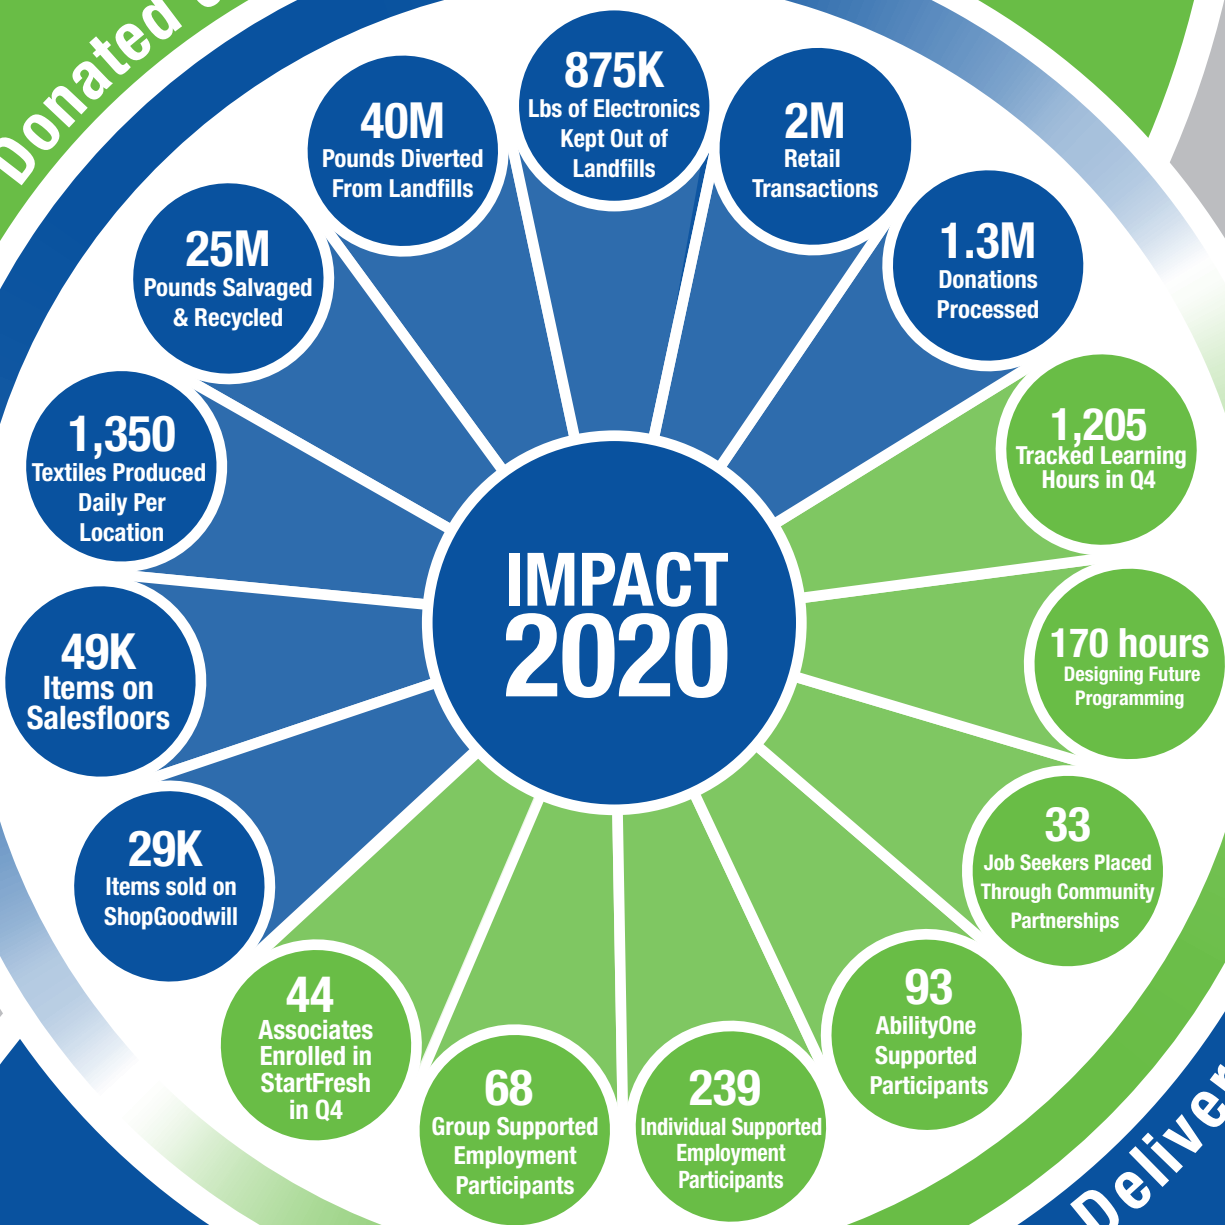 Donated
875K
Lbs of Electronics
Kept Out of
Landfills
40M
Pounds Diverted
From Landfills
2M
Retail
Transactions
25M
Pounds Salvaged
& Recycled
1.3M
Donations
Processed
1,350
Textiles Produced
Daily Per
Location
1,205
Tracked Learning
Hours in Q4
IMPACT
2020
49K
Items on
Salesfloors
170 hours
Designing Future
Programming
29K
Items sold on
ShopGoodwill
33
Job Seekers Placed
Through Community
Partnerships
44
Associates
Enrolled in
StartFresh
in Q4
93
AbilityOne
Supported
Participants
68
Group Supported
Employment
Participants
239
Individual Supported
Employment
Participants
Deliver